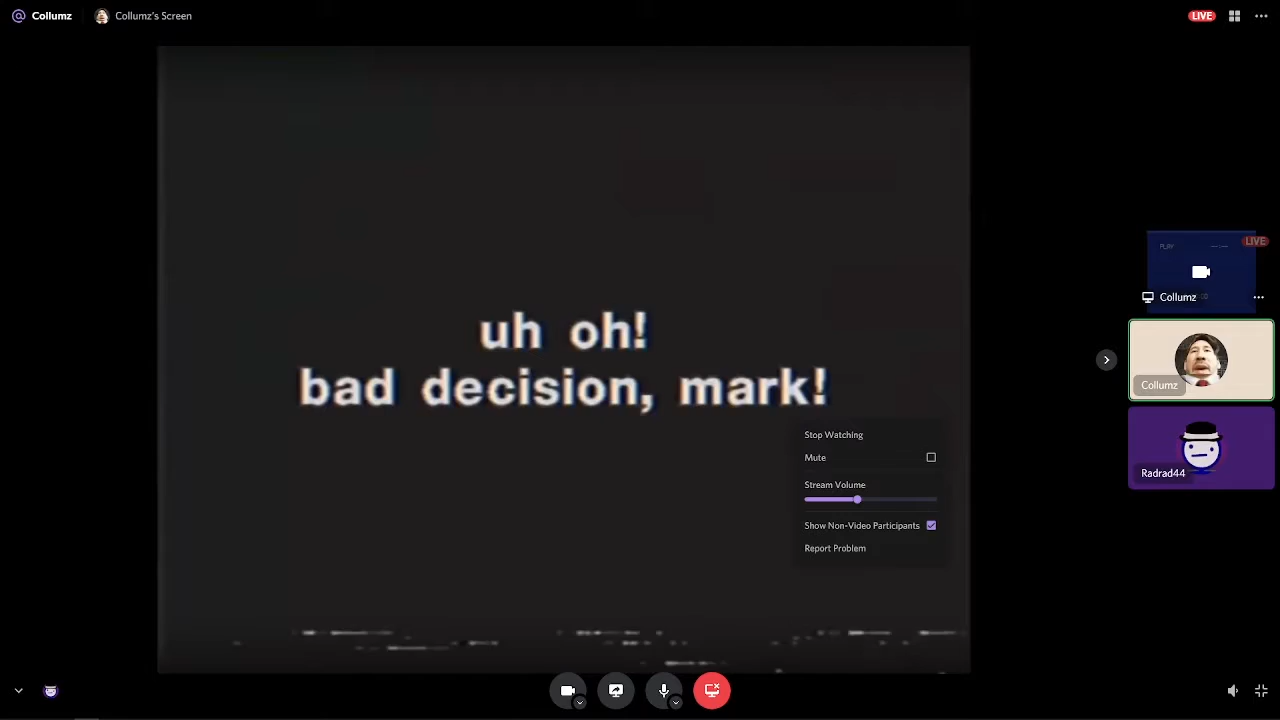 Collumz
Collumz's Screen
LIVE
uh oh!
bad decision, mark!
Stop Watching
Mute
Stream Volume
Show Non-Video Participants
Report Problem
LIVE
PLAY
Collumz
Collumz
Radrad44